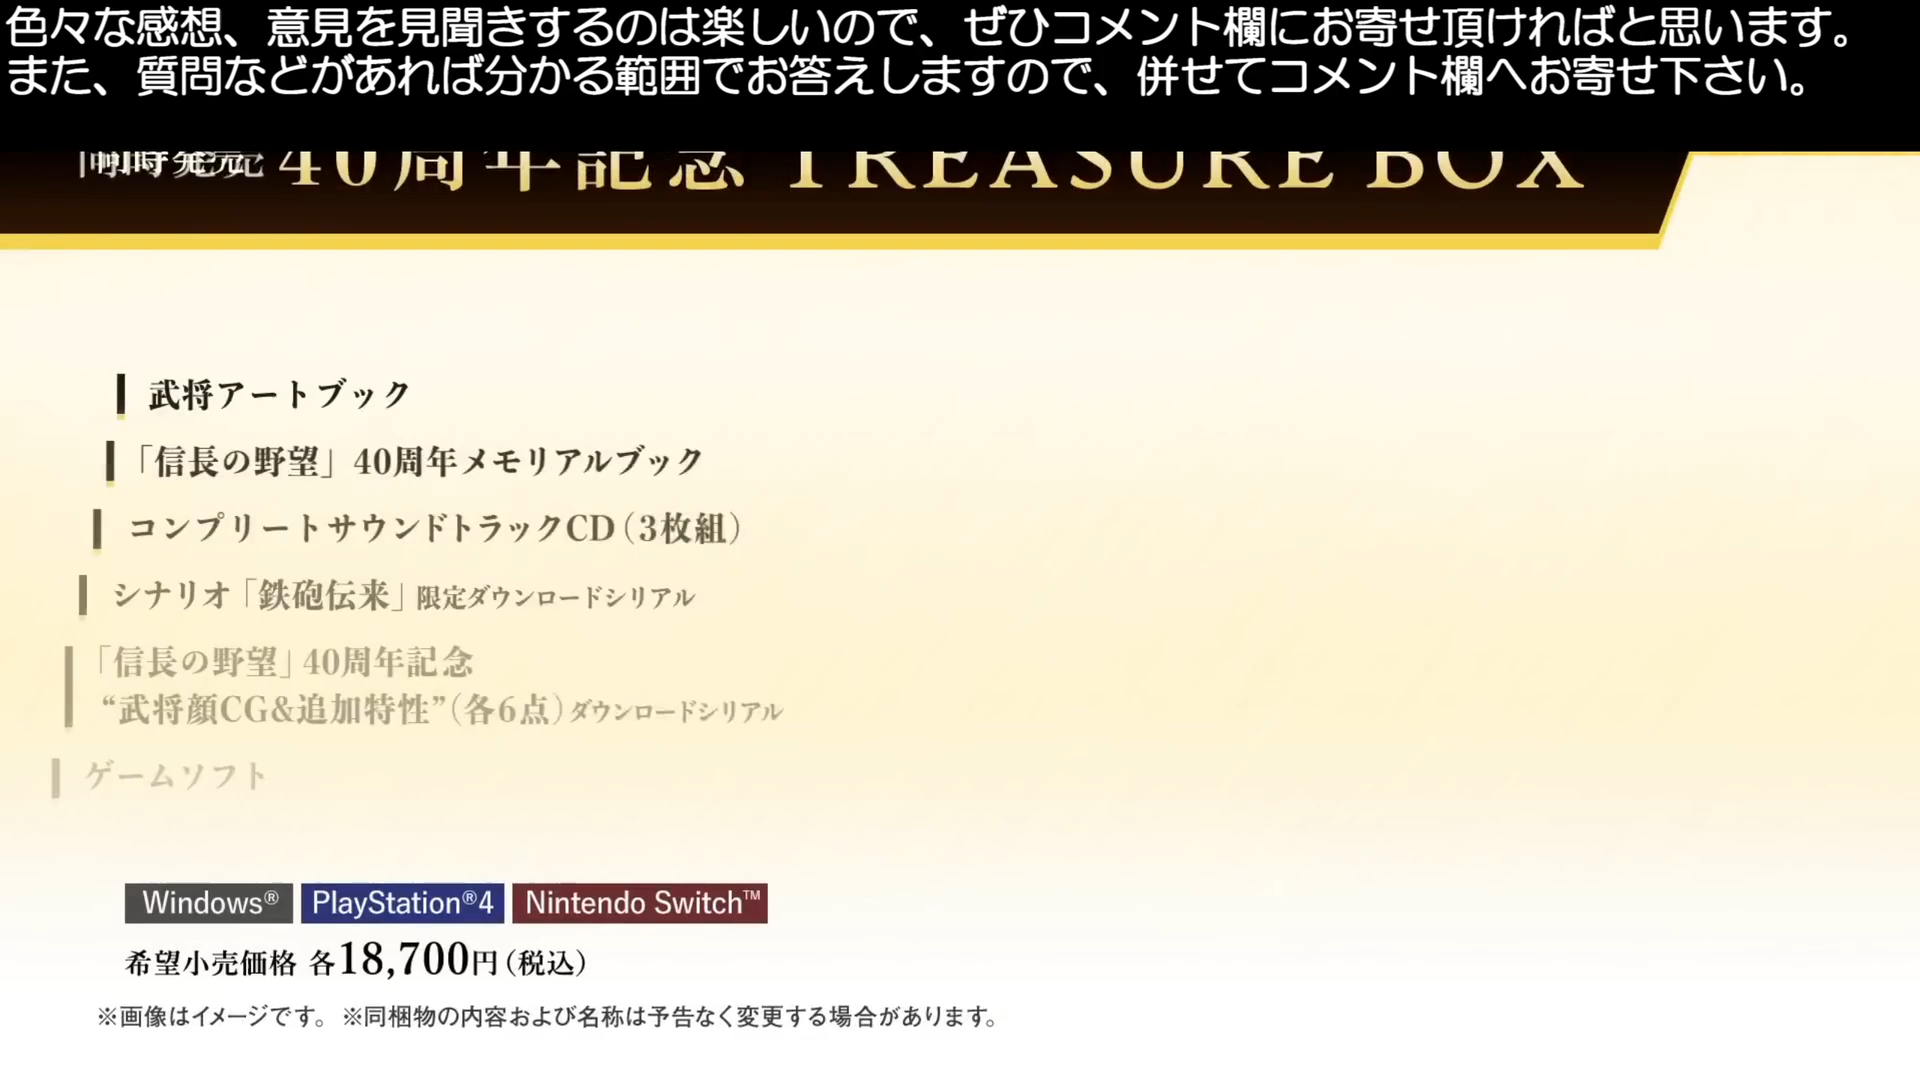 色々な感想、意見を見聞きするのは楽しいので、ぜひコメント欄にお寄せ頂ければと思います。
また、質問などがあれば分かる範囲でお答えしますので、併せてコメント欄へお寄せ下さい。
同時発売 40周年記念 TREASURE BOX
武将アートブック
「信長の野望」40周年メモリアルブック
コンプリートサウンドトラックCD（3枚組）
シナリオ「鉄砲伝来」限定ダウンロードシリアル
「信長の野望」40周年記念
“武将顔CG&追加特性”（各6点）ダウンロードシリアル
ゲームソフト
Windows® PlayStation®4 Nintendo Switch™
希望小売価格 各18,700円（税込）
※画像はイメージです。 ※同梱物の内容および名称は予告なく変更する場合があります。